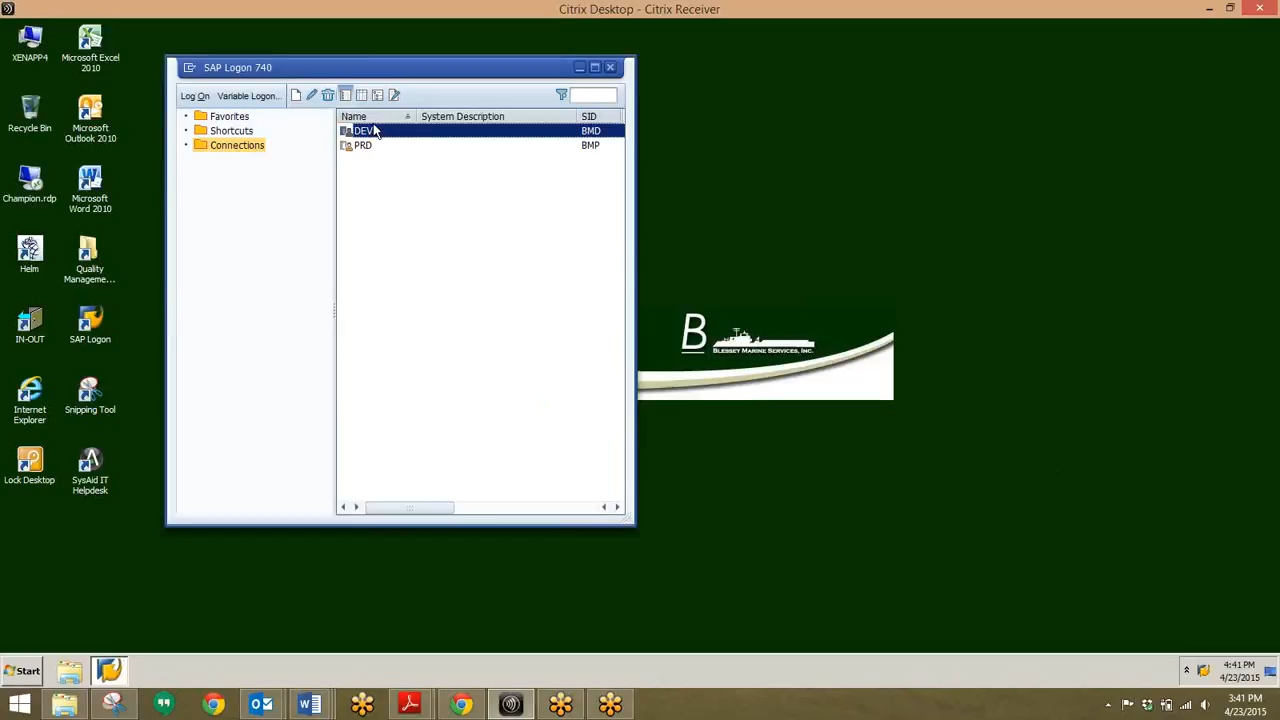 Citrix Desktop - Citrix Receiver
XENAPP4
Microsoft Excel
2010
Recycle Bin
Microsoft
Outlook 2010
Champion.rdp
Microsoft
Word 2010
Helm
Quality
Manageme...
IN-OUT
SAP Logon
Internet
Explorer
Snipping Tool
Lock Desktop
SysAid IT
Helpdesk
SAP Logon 740
Log On
Variable Logon...
Favorites
Shortcuts
Connections
Name
System Description
SID
DEV
BMD
PRD
BMP
B
BLESSEY MARINE SERVICES, INC.
Start
4:41 PM
4/23/2015
3:41 PM
4/23/2015